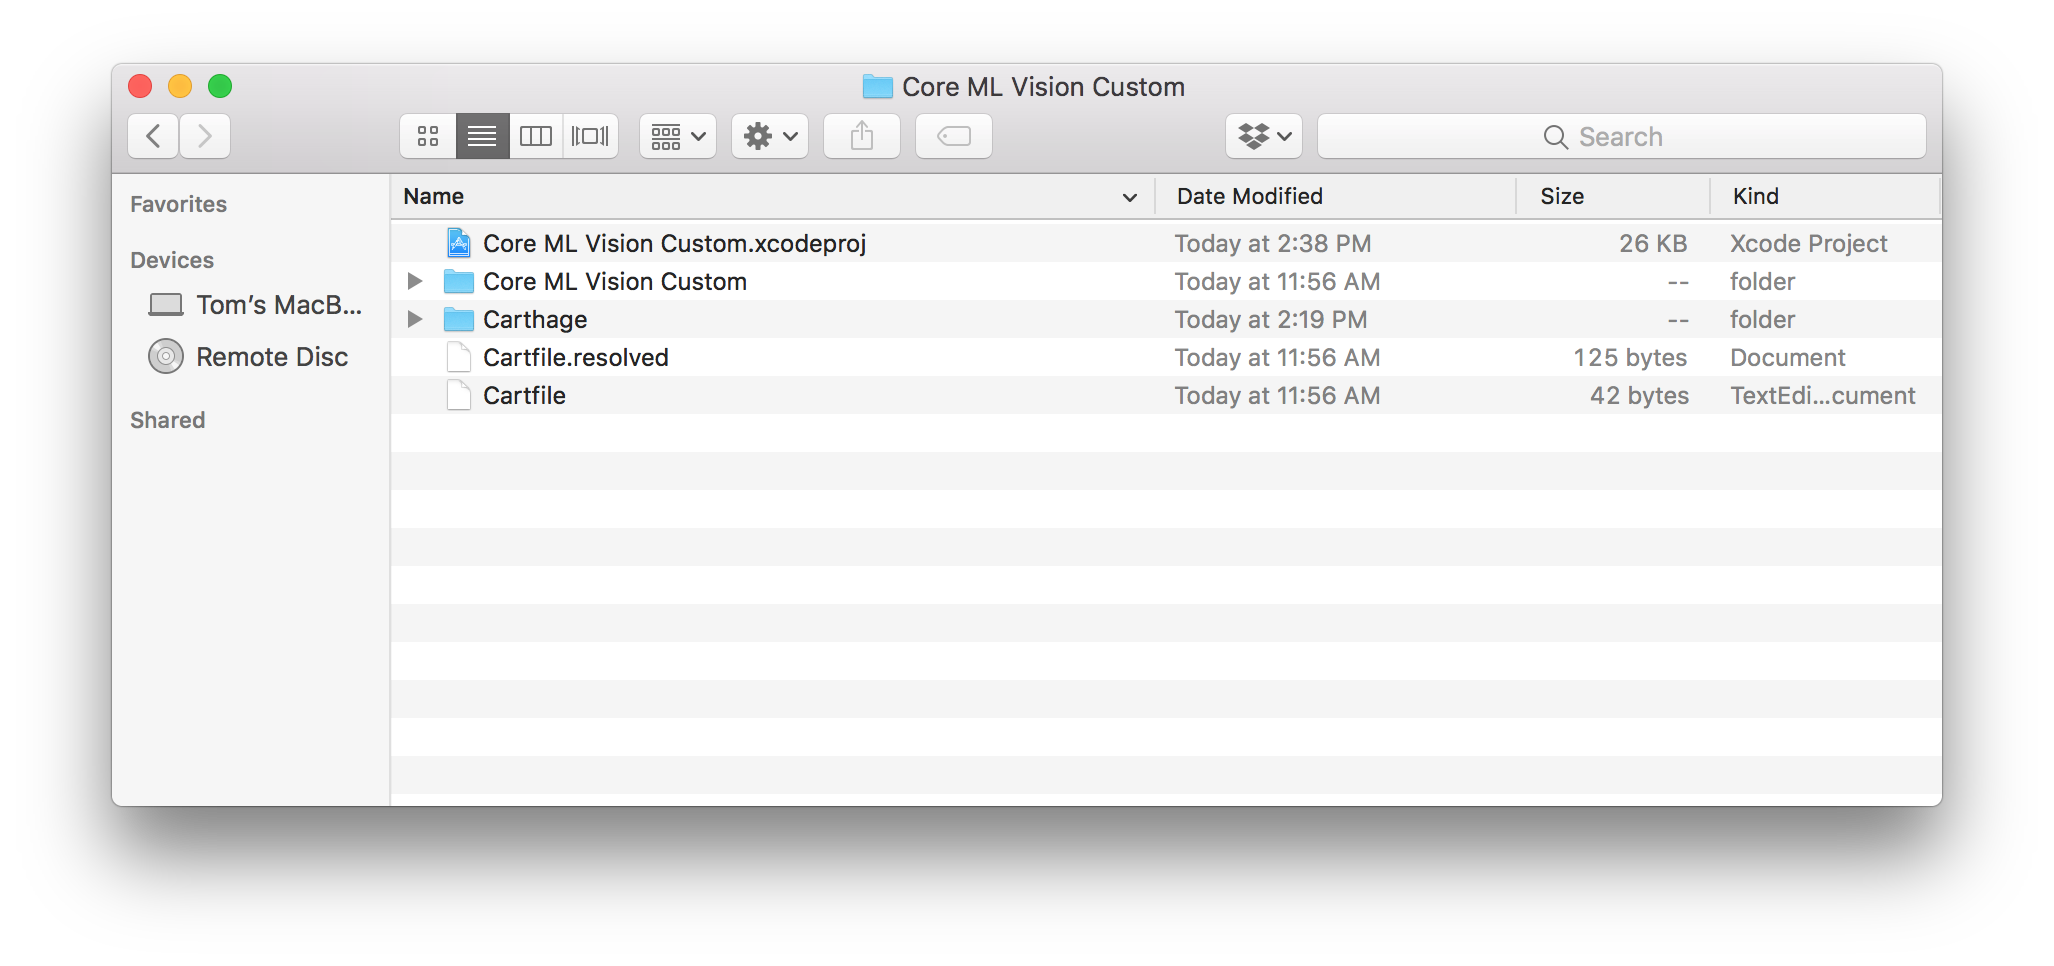 Core ML Vision Custom
Search
Favorites
Devices
Tom’s MacB...
Remote Disc
Shared
Name Date Modified Size Kind
Core ML Vision Custom.xcodeproj Today at 2:38 PM 26 KB Xcode Project
Core ML Vision Custom Today at 11:56 AM -- folder
Carthage Today at 2:19 PM -- folder
Cartfile.resolved Today at 11:56 AM 125 bytes Document
Cartfile Today at 11:56 AM 42 bytes TextEdi...cument